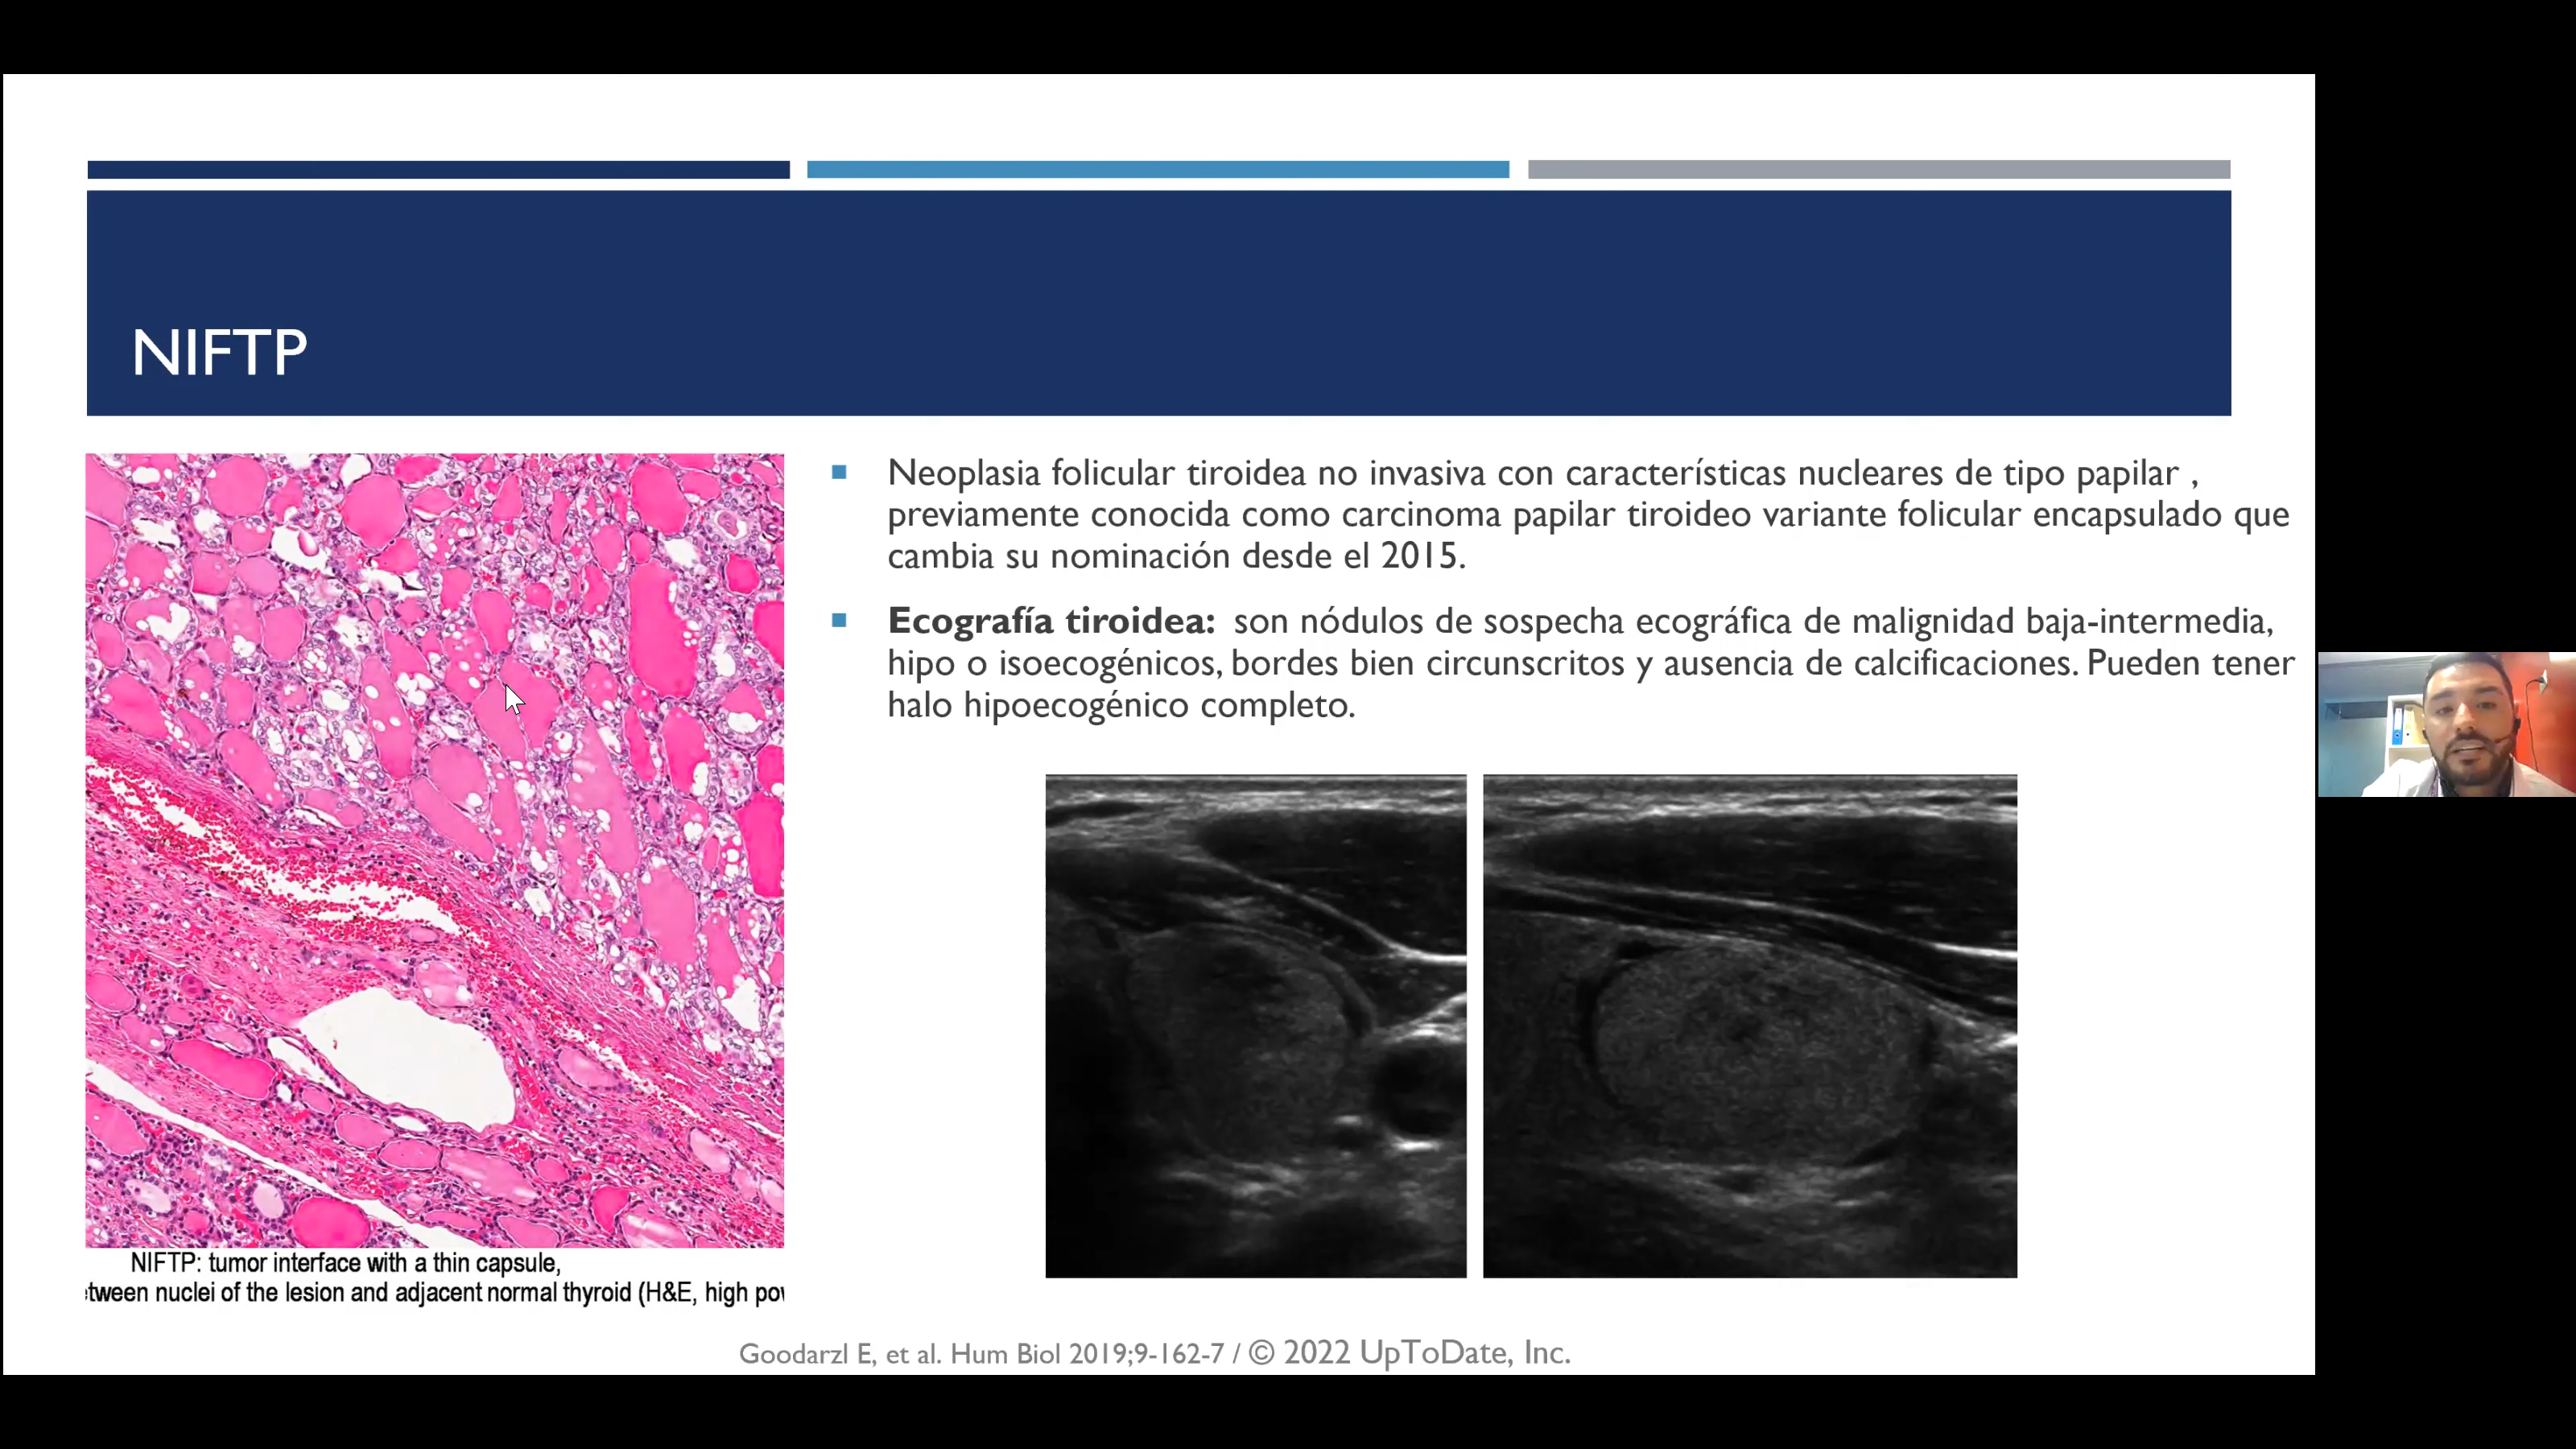 NIFTP
Neoplasia folicular tiroidea no invasiva con características nucleares de tipo papilar ,
previamente conocida como carcinoma papilar tiroideo variante folicular encapsulado que
cambia su nominación desde el 2015.
Ecografía tiroidea: son nódulos de sospecha ecográfica de malignidad baja-intermedia,
hipo o isoecogénicos, bordes bien circunscritos y ausencia de calcificaciones. Pueden tener
halo hipoecogénico completo.
NIFTP: tumor interface with a thin capsule,
tween nuclei of the lesion and adjacent normal thyroid (H&E, high pow
Goodarzl E, et al. Hum Biol 2019;9-162-7 / © 2022 UpToDate, Inc.